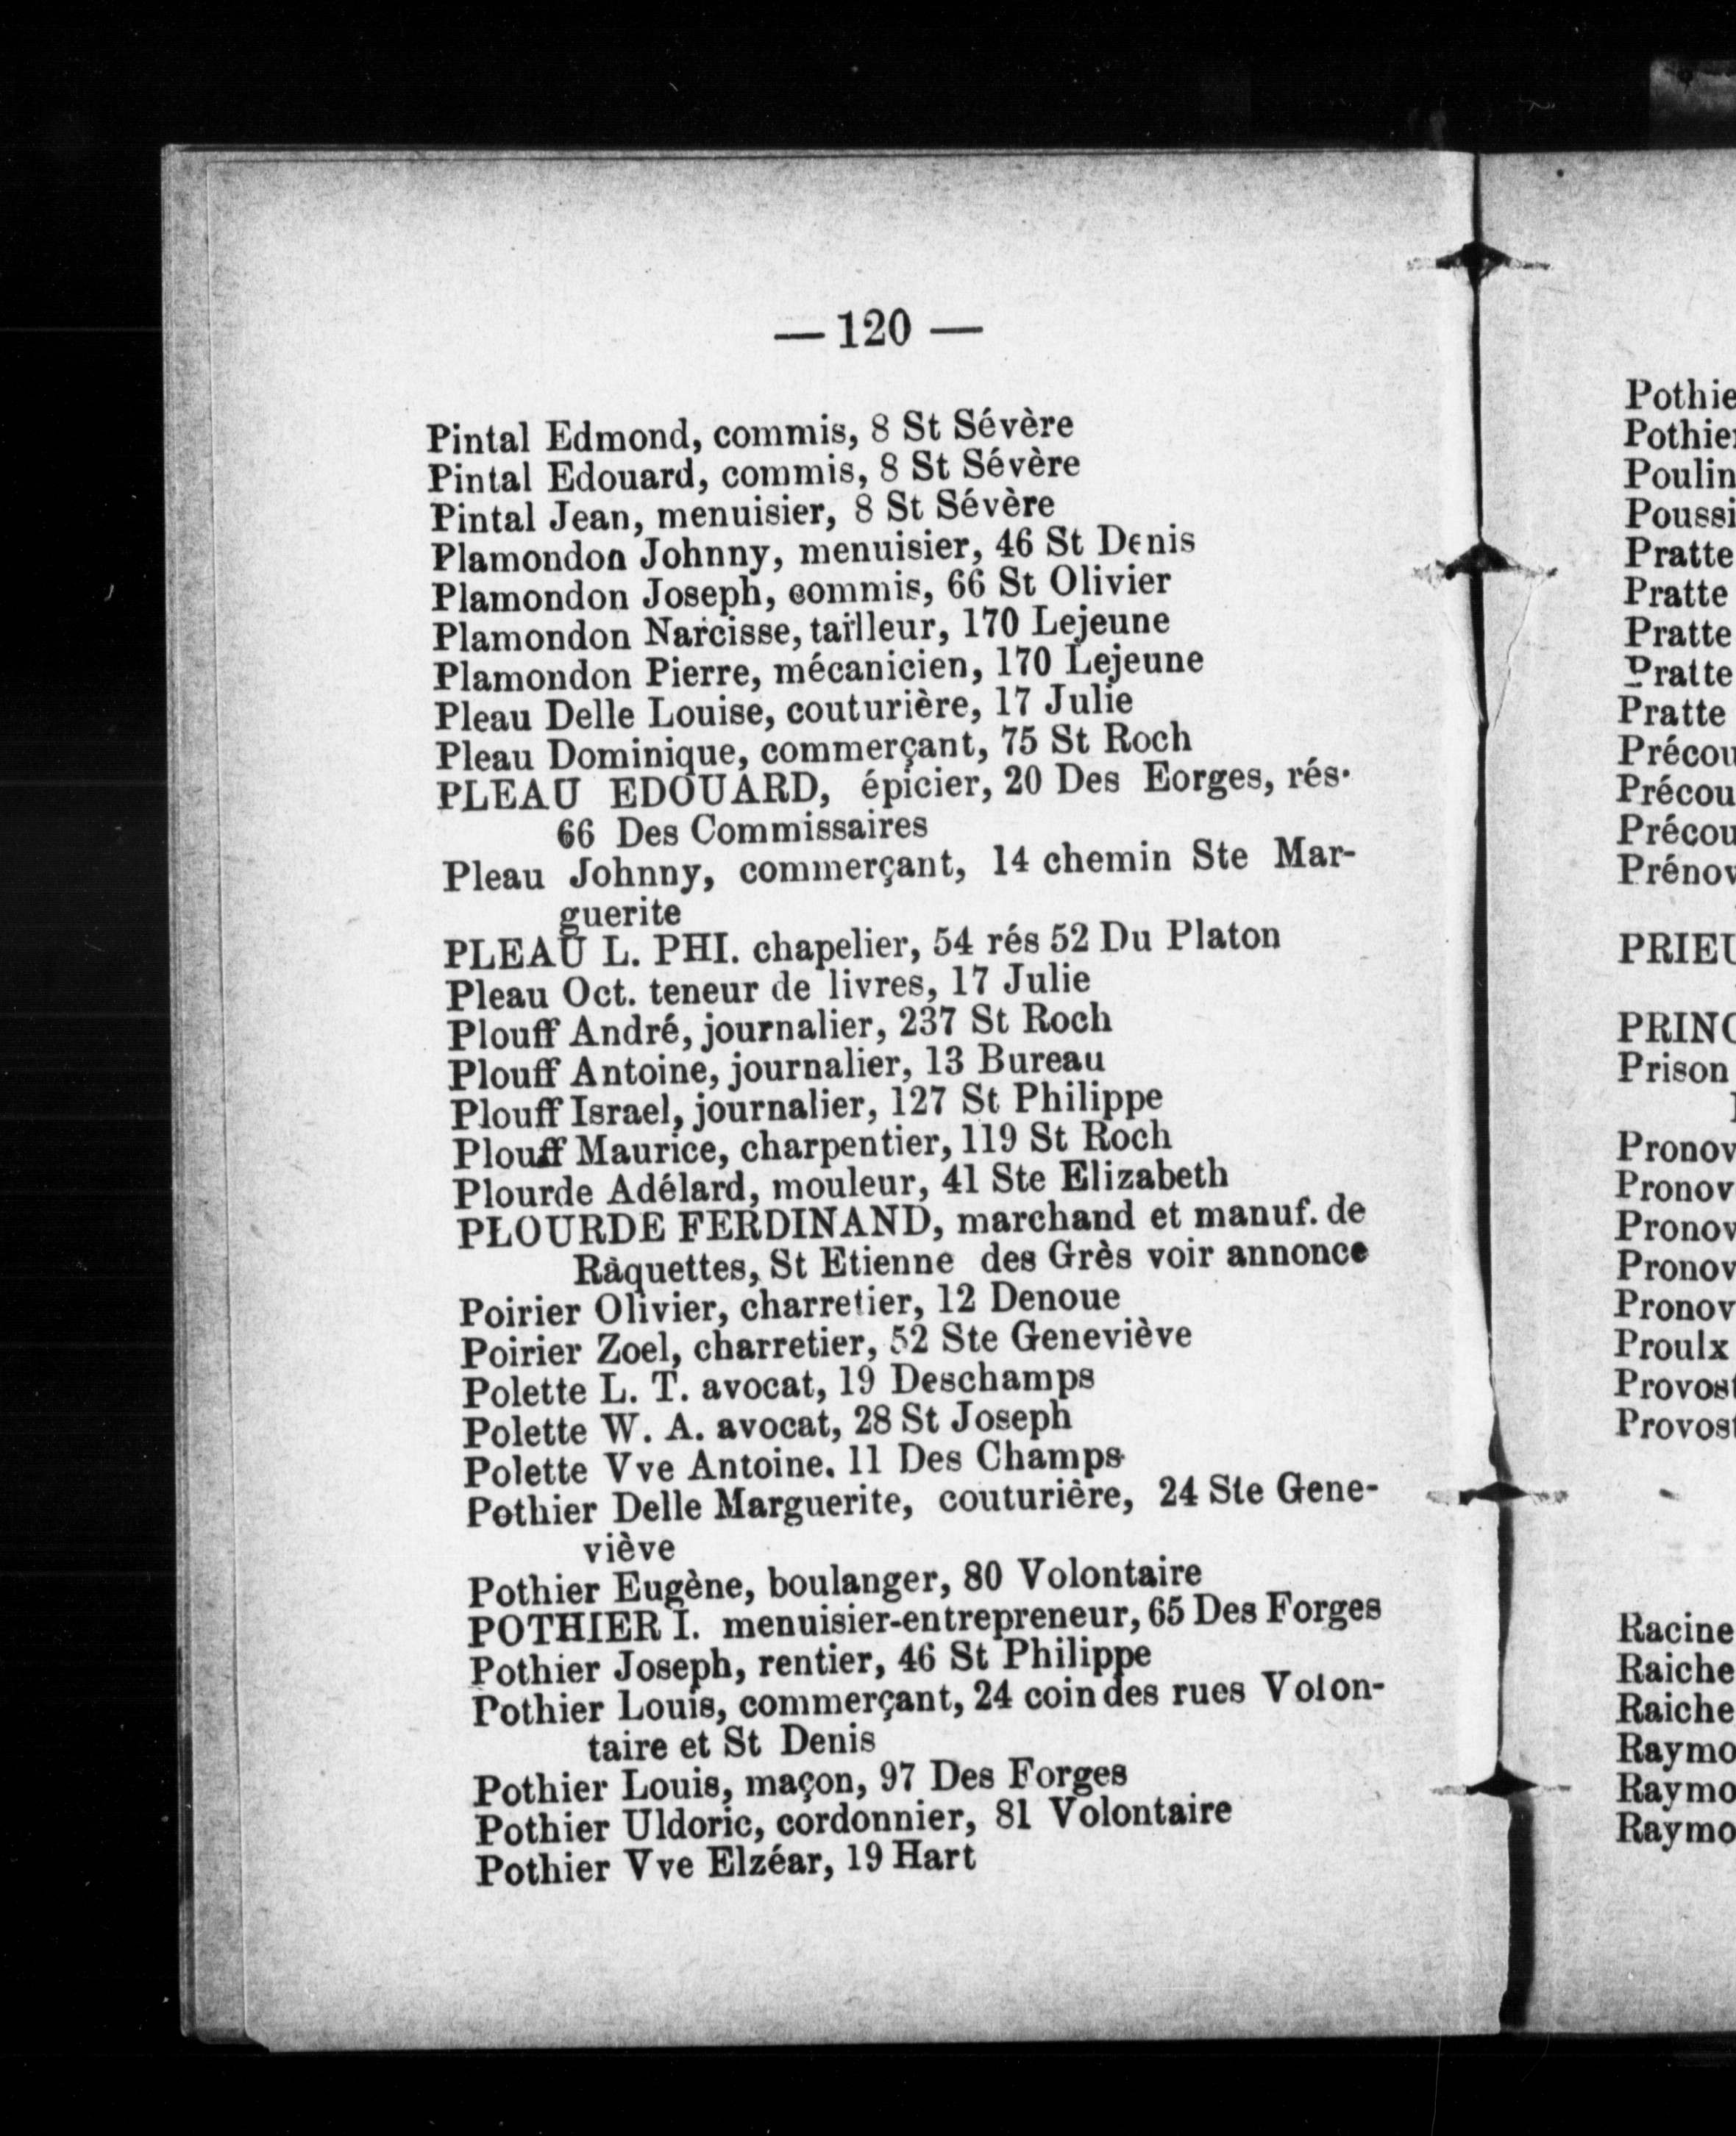 — 120 —
Pintal Edmond, commis, 8 St Sévère
Pintal Edouard, commis, 8 St Sévère
Pintal Jean, menuisier, 8 St Sévère
Plamondon Johnny, menuisier, 46 St Denis
Plamondon Joseph, commis, 66 St Olivier
Plamondon Narcisse, tailleur, 170 Lejeune
Plamondon Pierre, mécanicien, 170 Lejeune
Pleau Delle Louise, couturière, 17 Julie
Pleau Dominique, commerçant, 75 St Roch
PLEAU EDOUARD, épicier, 20 Des Eorges, rés·
66 Des Commissaires
Pleau Johnny, commerçant, 14 chemin Ste Mar-
guerite
PLEAU L. PHI. chapelier, 54 rés 52 Du Platon
Pleau Oct. teneur de livres, 17 Julie
Plouff André, journalier, 237 St Roch
Plouff Antoine, journalier, 13 Bureau
Plouff Israel, journalier, 127 St Philippe
Plouff Maurice, charpentier, 119 St Roch
Plourde Adélard, mouleur, 41 Ste Elizabeth
PLOURDE FERDINAND, marchand et manuf. de
Ràquettes, St Etienne des Grès voir annonce
Poirier Olivier, charretier, 12 Denoue
Poirier Zoel, charretier, 52 Ste Geneviève
Polette L. T. avocat, 19 Deschamps
Polette W. A. avocat, 28 St Joseph
Polette Vve Antoine. 11 Des Champs
Pothier Delle Marguerite, couturière, 24 Ste Gene-
viève
Pothier Eugène, boulanger, 80 Volontaire
POTHIER I. menuisier-entrepreneur, 65 Des Forges
Pothier Joseph, rentier, 46 St Philippe
Pothier Louis, commerçant, 24 coin des rues Volon-
taire et St Denis
Pothier Louis, maçon, 97 Des Forges
Pothier Uldoric, cordonnier, 81 Volontaire
Pothier Vve Elzéar, 19 Hart
Pothie
Pothier
Poulin
Poussi
Pratte
Pratte
Pratte
Pratte
Pratte
Précou
Précou
Précou
Prénov
PRIEU
PRINC
Prison
Pronov
Pronov
Pronov
Pronov
Pronov
Proulx
Provost
Provost
Racine
Raiche
Raiche
Raymo
Raymo
Raymo